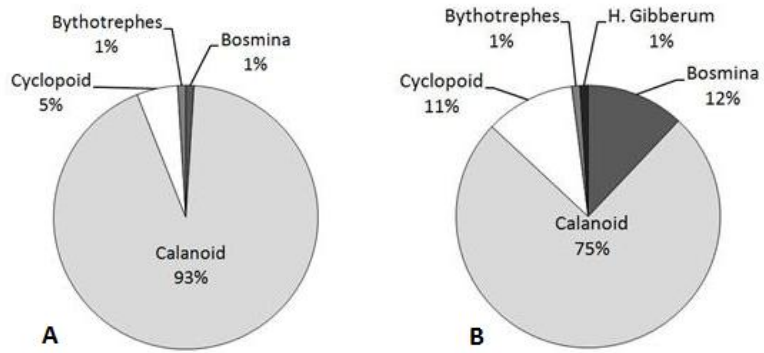 Bythotrephes
1%
Bosmina
1%
Cyclopoid
5%
Calanoid
93%
A
Bythotrephes
1%
H. Gibberum
1%
Bosmina
12%
Cyclopoid
11%
Calanoid
75%
B